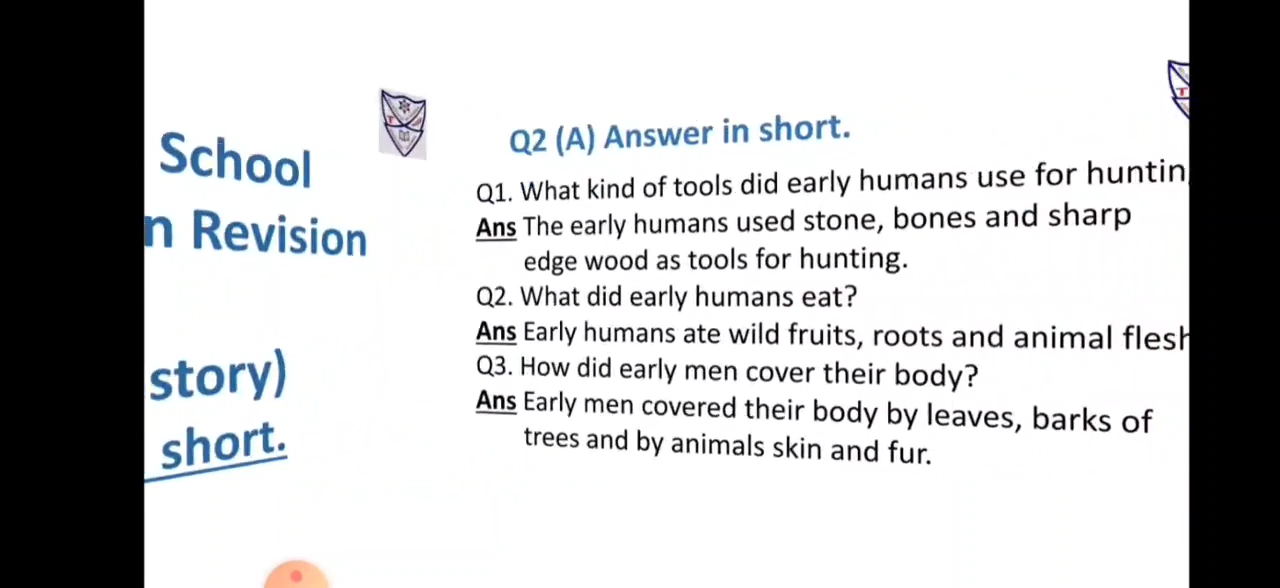 School
n Revision
story)
short.
Q2 (A) Answer in short.
Q1. What kind of tools did early humans use for huntin
Ans The early humans used stone, bones and sharp
edge wood as tools for hunting.
Q2. What did early humans eat?
Ans Early humans ate wild fruits, roots and animal flesh
Q3. How did early men cover their body?
Ans Early men covered their body by leaves, barks of
trees and by animals skin and fur.
T